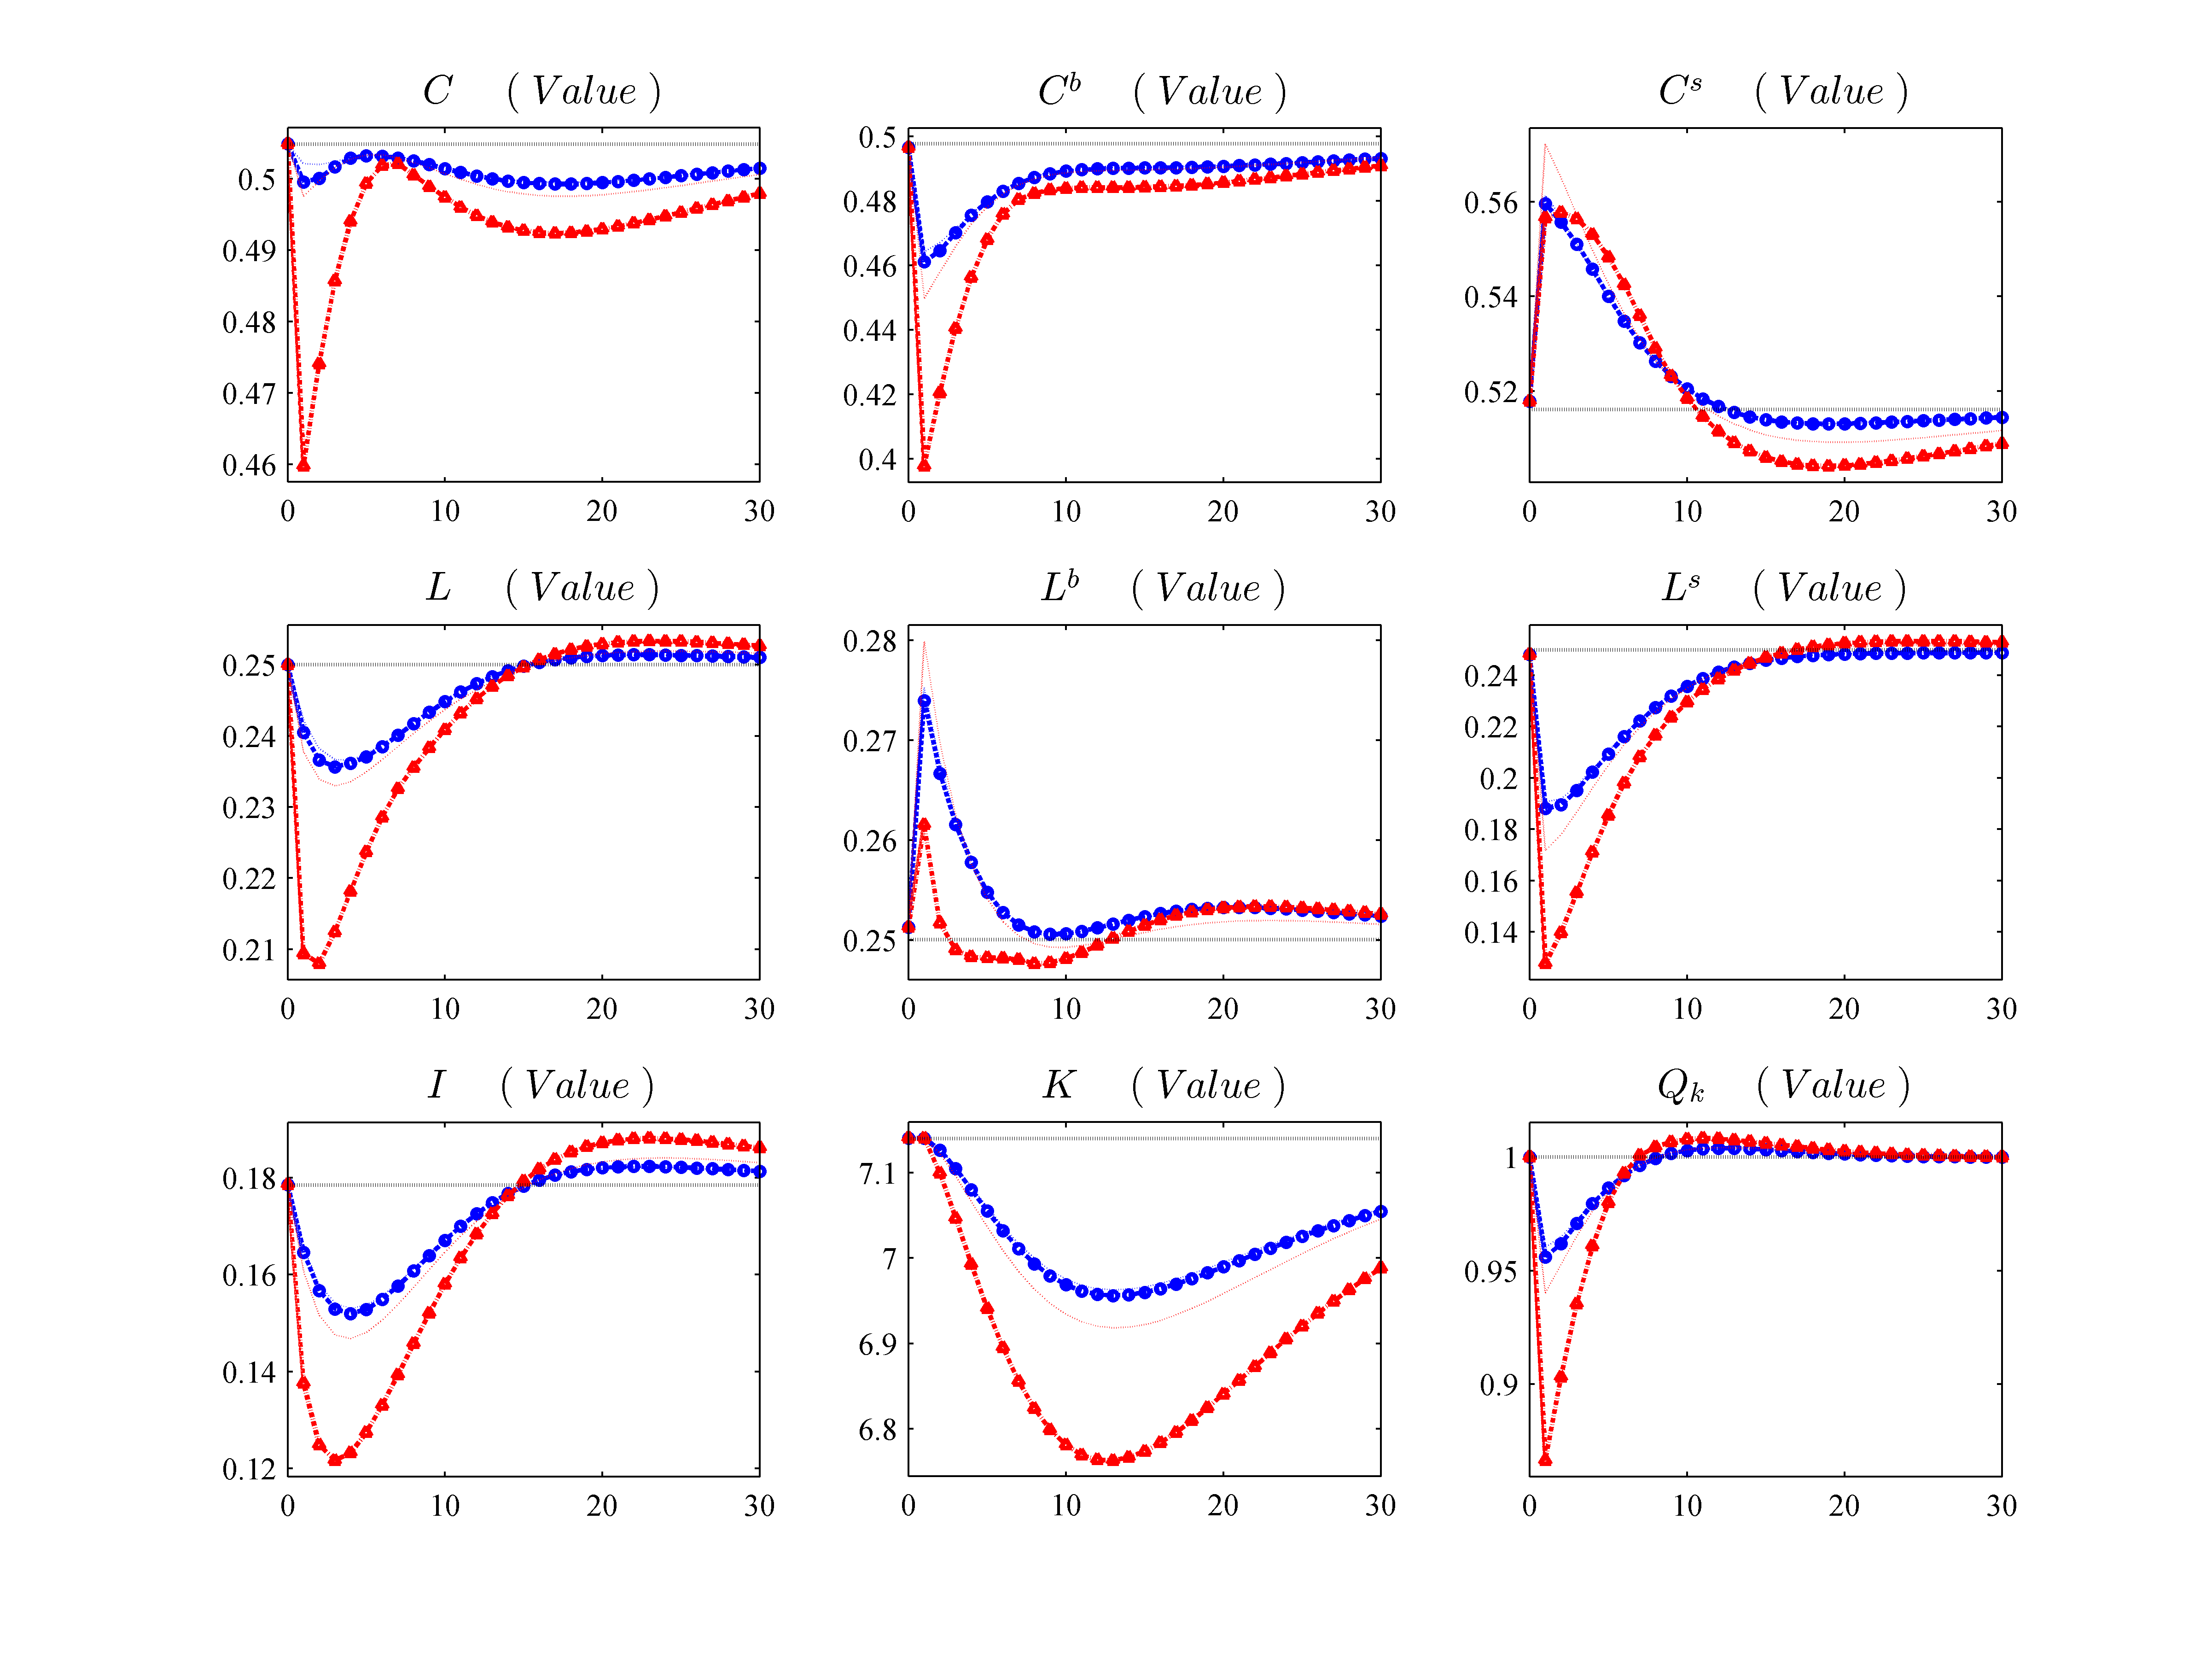 C ( Value )
C^b ( Value )
C^s ( Value )
0.5
0.49
0.48
0.47
0.46
0 10 20 30
0.5
0.48
0.46
0.44
0.42
0.4
0 10 20 30
0.56
0.54
0.52
0 10 20 30
L ( Value )
L^b ( Value )
L^s ( Value )
0.25
0.24
0.23
0.22
0.21
0 10 20 30
0.28
0.27
0.26
0.25
0 10 20 30
0.24
0.22
0.2
0.18
0.16
0.14
0 10 20 30
I ( Value )
K ( Value )
Q_k ( Value )
0.18
0.16
0.14
0.12
0 10 20 30
7.1
7
6.9
6.8
0 10 20 30
1
0.95
0.9
0 10 20 30